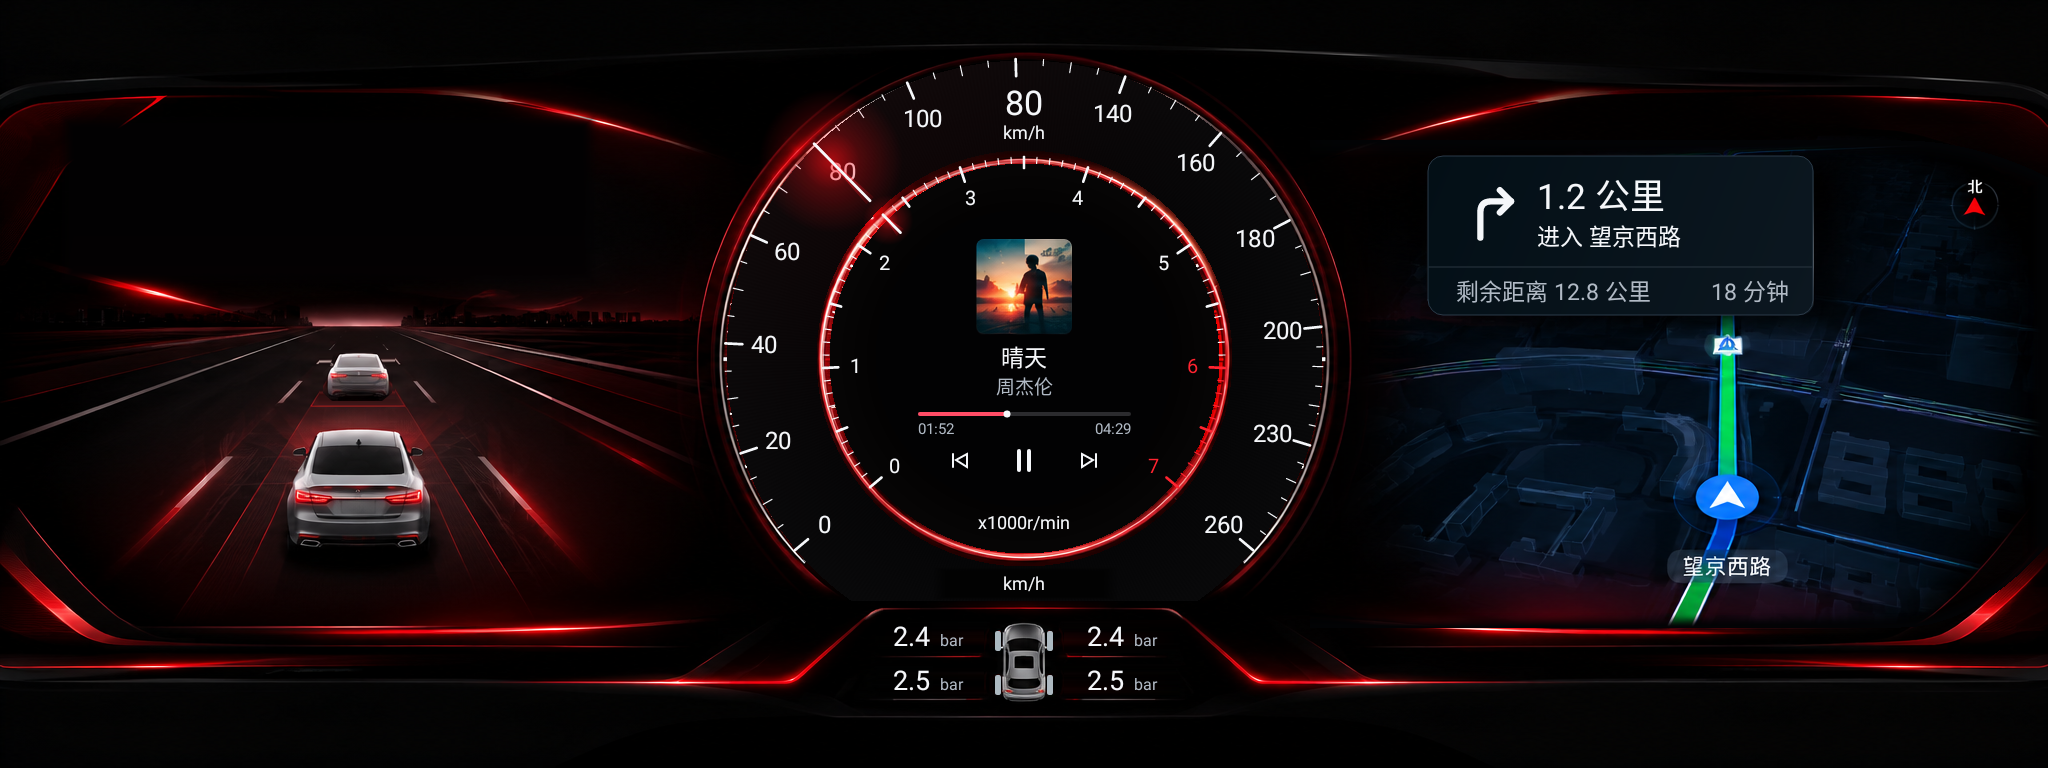 80
km/h
0
20
40
60
80
100
140
160
180
200
230
260
0
1
2
3
4
5
6
7
晴天
周杰伦
01:52
04:29
x1000r/min
km/h
2.4 bar
2.4 bar
2.5 bar
2.5 bar
1.2 公里
进入 望京西路
剩余距离 12.8 公里
18 分钟
北
望京西路